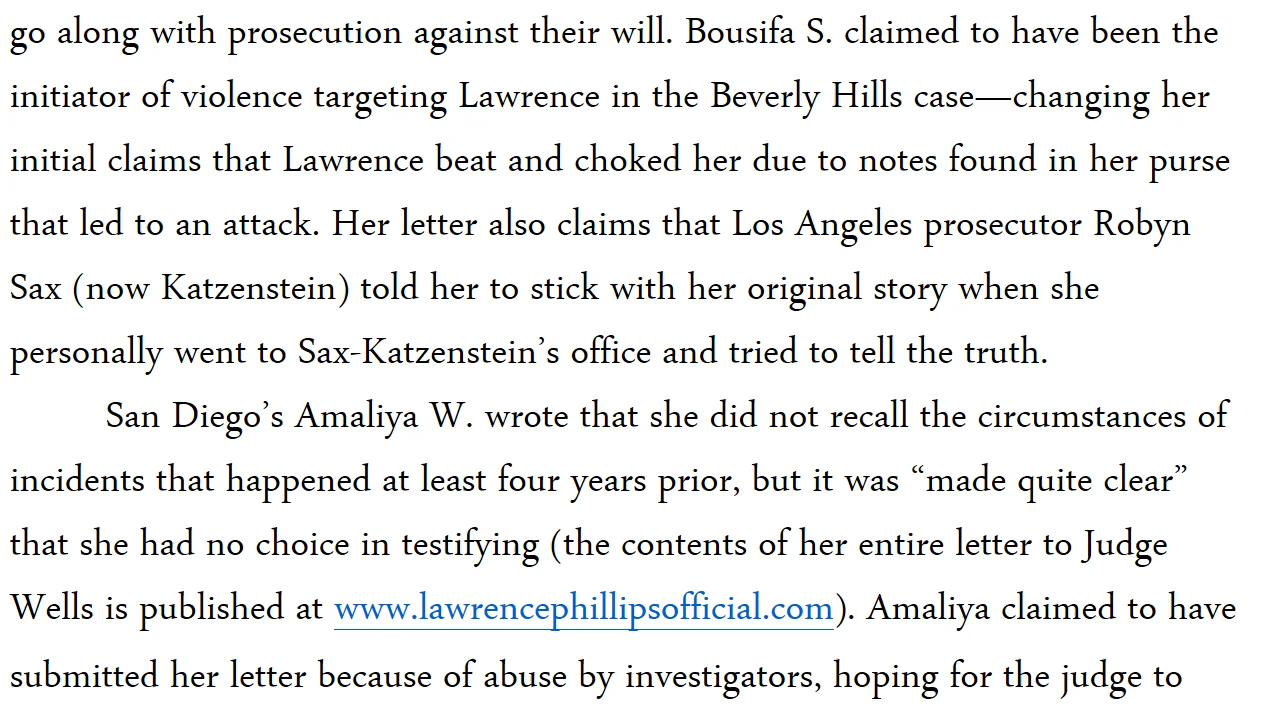 go along with prosecution against their will. Bousifa S. claimed to have been the
initiator of violence targeting Lawrence in the Beverly Hills case—changing her
initial claims that Lawrence beat and choked her due to notes found in her purse
that led to an attack. Her letter also claims that Los Angeles prosecutor Robyn
Sax (now Katzenstein) told her to stick with her original story when she
personally went to Sax-Katzenstein’s office and tried to tell the truth.
San Diego’s Amaliya W. wrote that she did not recall the circumstances of
incidents that happened at least four years prior, but it was “made quite clear”
that she had no choice in testifying (the contents of her entire letter to Judge
Wells is published at www.lawrencephillipsofficial.com). Amaliya claimed to have
submitted her letter because of abuse by investigators, hoping for the judge to